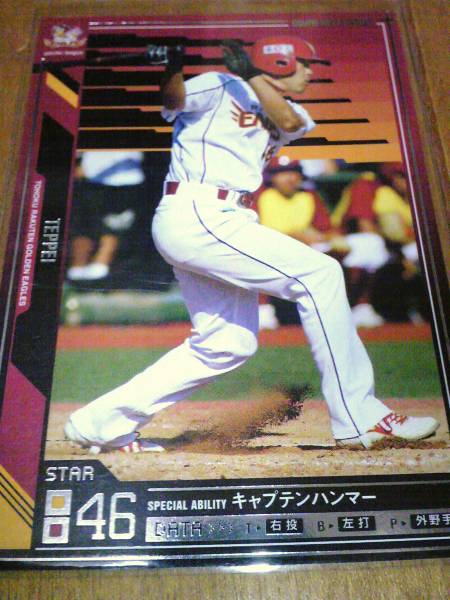 TEPPEI
TOHOKU RAKUTEN GOLDEN EAGLES
STAR
46
SPECIAL ABILITY キャプテンハンマー
DATA >>> T▸ 右投 B▸ 左打 P▸ 外野手